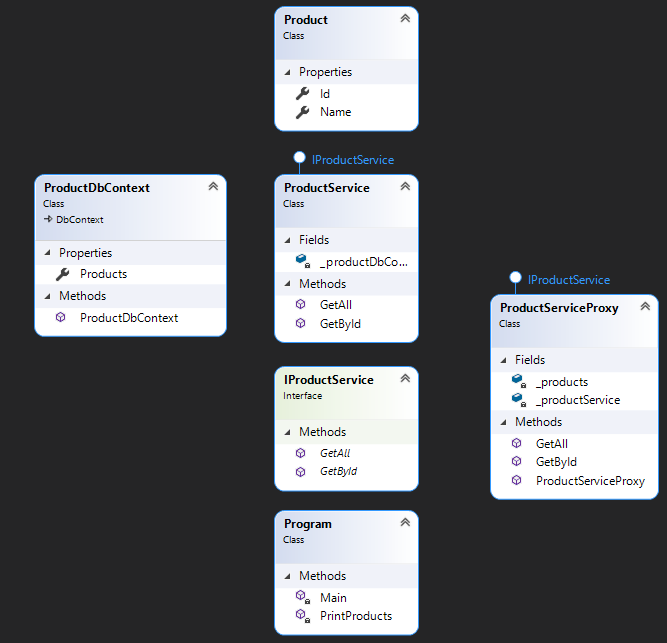 Product
Class
Properties
Id
Name
ProductDbContext
Class
DbContext
Properties
Products
Methods
ProductDbContext
IProductService
ProductService
Class
Fields
_productDbCo...
Methods
GetAll
GetById
IProductService
Interface
Methods
GetAll
GetById
Program
Class
Methods
Main
PrintProducts
IProductService
ProductServiceProxy
Class
Fields
_products
_productService
Methods
GetAll
GetById
ProductServiceProxy